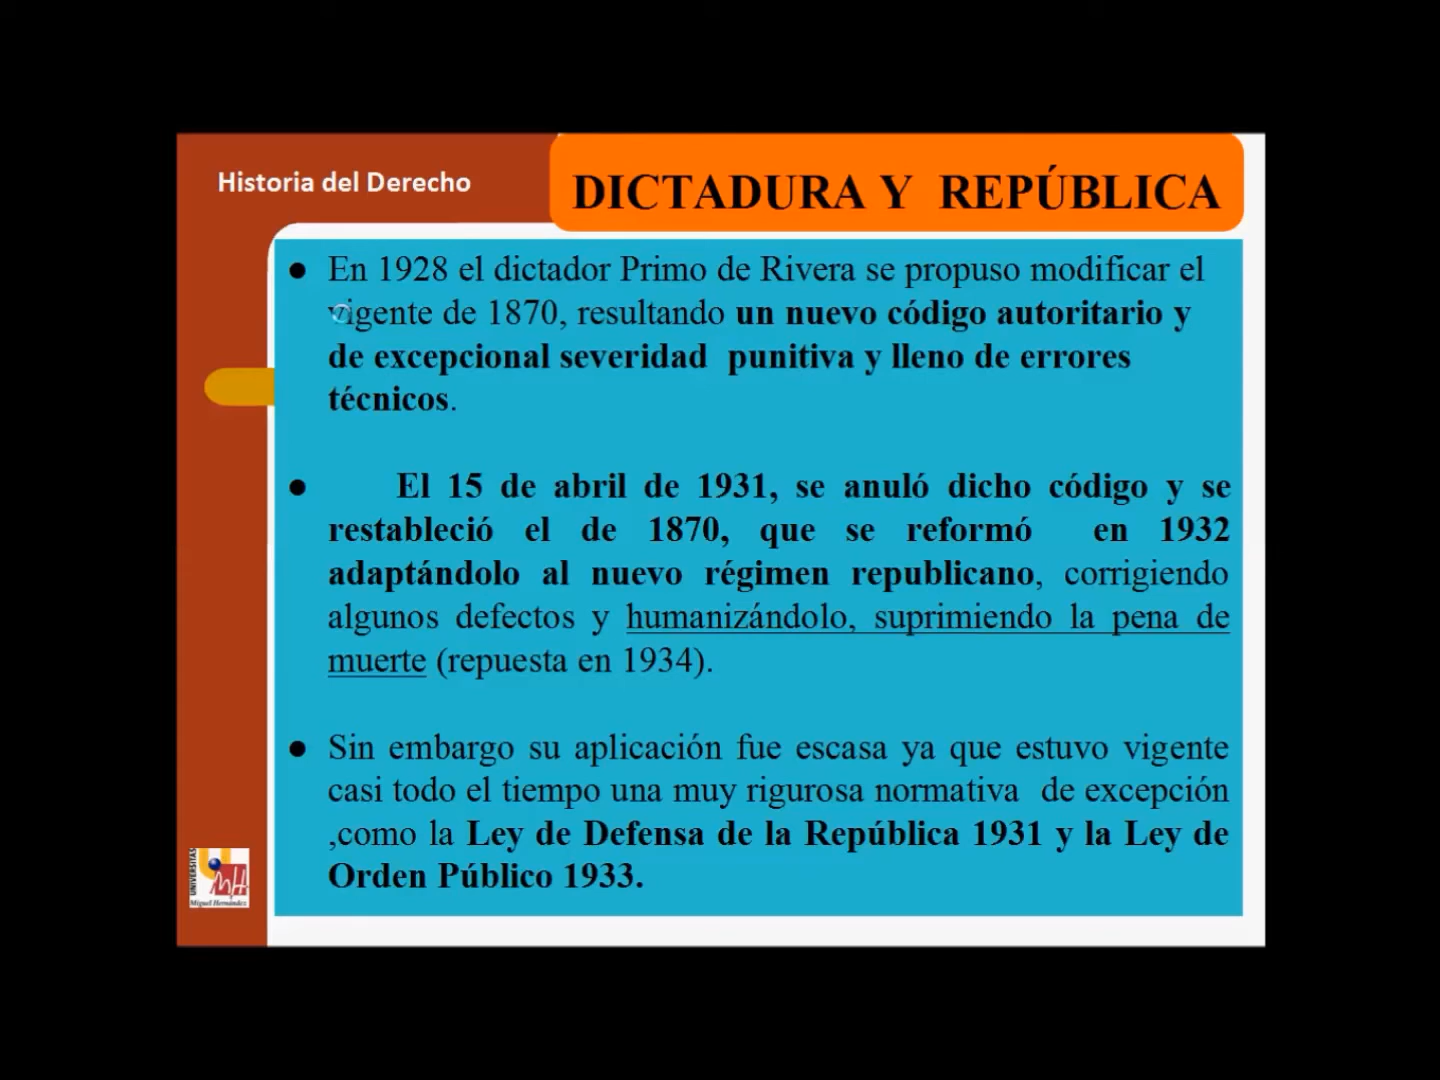 Historia del Derecho
DICTADURA Y REPÚBLICA
● En 1928 el dictador Primo de Rivera se propuso modificar el
vigente de 1870, resultando un nuevo código autoritario y
de excepcional severidad punitiva y lleno de errores
técnicos.
● El 15 de abril de 1931, se anuló dicho código y se
restableció el de 1870, que se reformó en 1932
adaptándolo al nuevo régimen republicano, corrigiendo
algunos defectos y humanizándolo, suprimiendo la pena de
muerte (repuesta en 1934).
● Sin embargo su aplicación fue escasa ya que estuvo vigente
casi todo el tiempo una muy rigurosa normativa de excepción
,como la Ley de Defensa de la República 1931 y la Ley de
Orden Público 1933.
UNIVERSITAS
Miguel Hernández